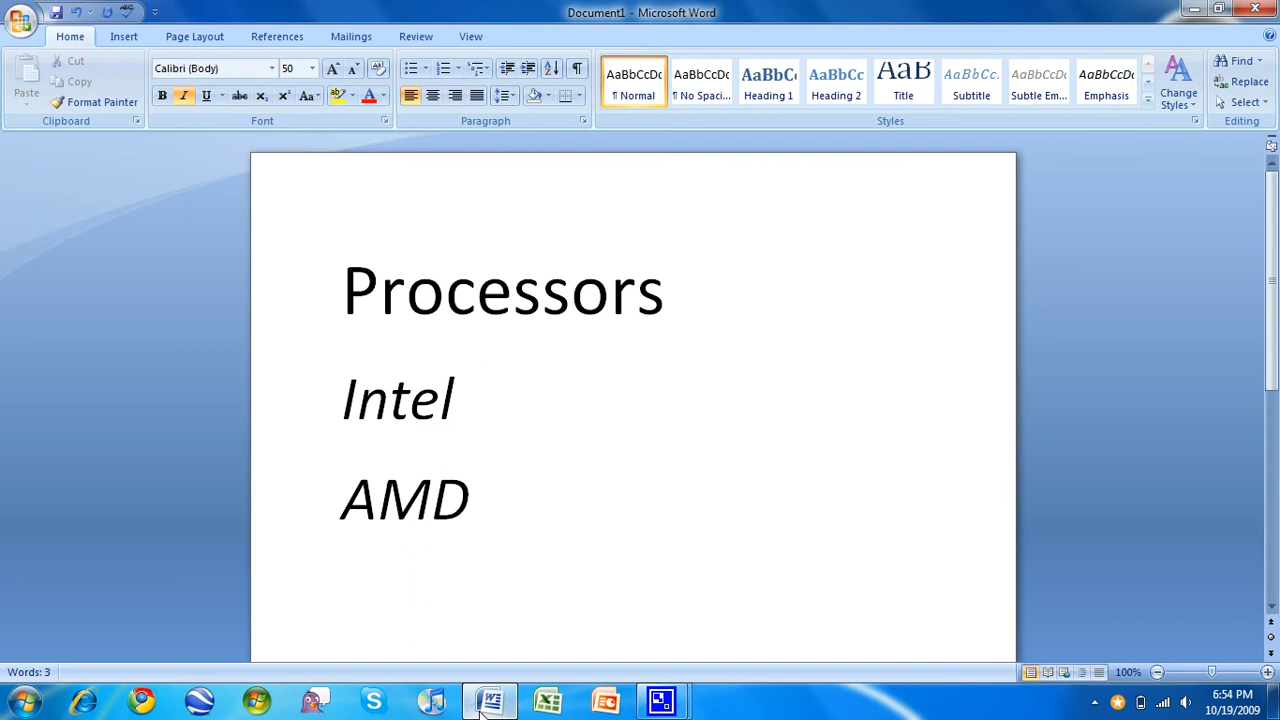 Document1 - Microsoft Word
Home Insert Page Layout References Mailings Review View
Paste
Cut
Copy
Format Painter
Clipboard
Calibri (Body) 50
Font
Paragraph
AaBbCcDc AaBbCcDc AaBbC AaBbCc AaB AaBbCc. AaBbCcDc AaBbCcDc
¶ Normal ¶ No Spaci... Heading 1 Heading 2 Title Subtitle Subtle Em... Emphasis
Change
Styles
Styles
Find
Replace
Select
Editing
Processors
Intel
AMD
Words: 3
100%
6:54 PM
10/19/2009